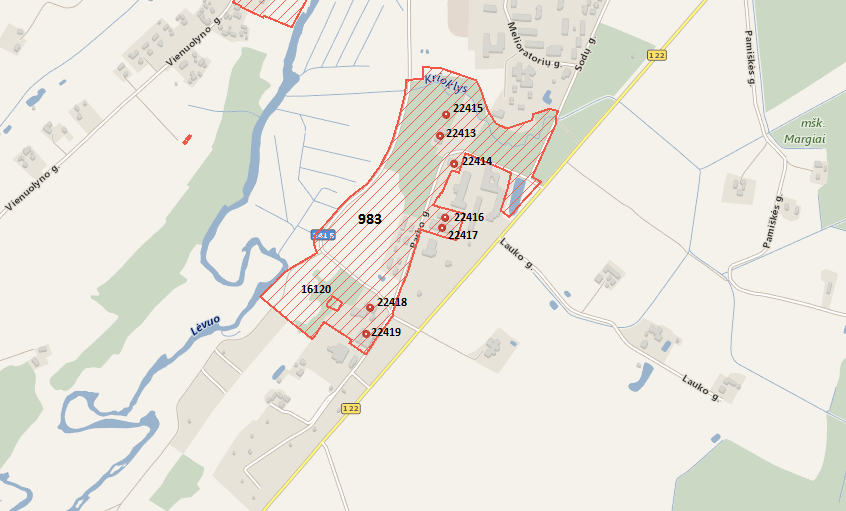 Vienuolyno g.
Melioratorių g.
Sodų g.
122
Pamiškės g.
Krioklys
22415
22413
22414
mšk.
Margiai
Vienuolyno g.
983
22416
22417
Pamiškės g.
Lauko g.
16120
22418
Lėvuo
22419
Lauko g.
122